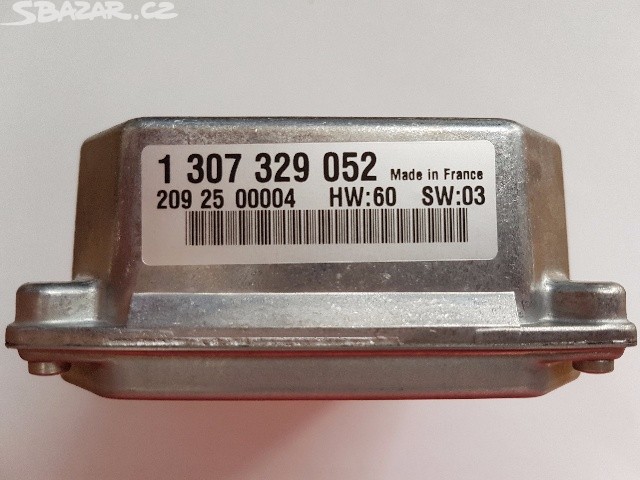 SBAZAR.CZ
1 307 329 052 Made in France
209 25 00004 HW:60 SW:03